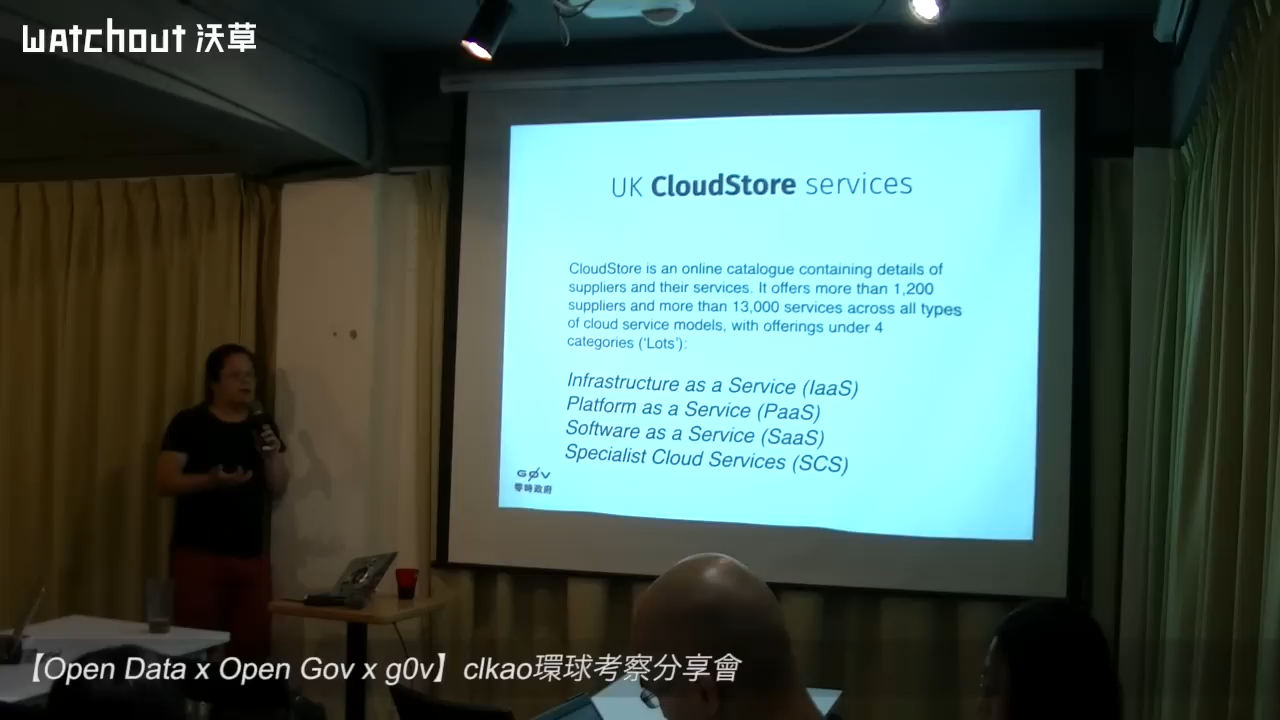 watchout 沃草
UK CloudStore services
CloudStore is an online catalogue containing details of
suppliers and their services. It offers more than 1,200
suppliers and more than 13,000 services across all types
of cloud service models, with offerings under 4
categories (‘Lots’):
Infrastructure as a Service (IaaS)
Platform as a Service (PaaS)
Software as a Service (SaaS)
Specialist Cloud Services (SCS)
GØV
零時政府
【Open Data x Open Gov x g0v】clkao環球考察分享會